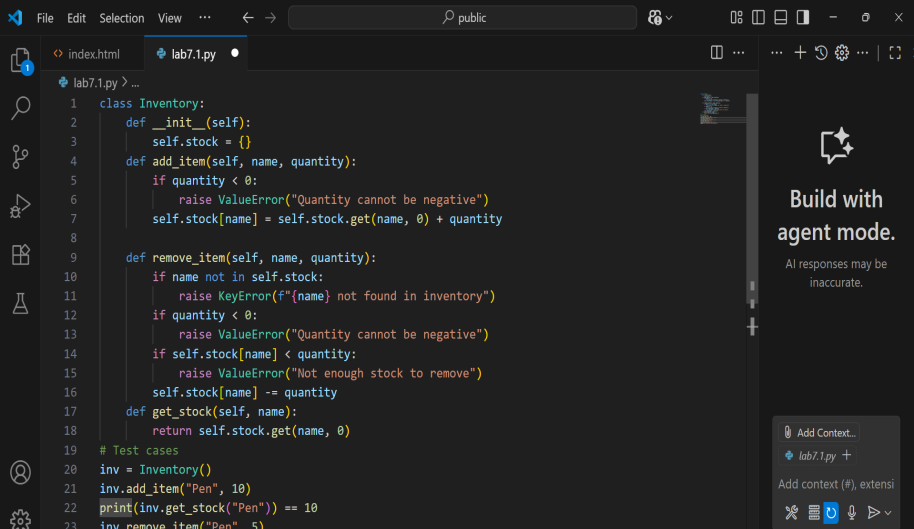 File Edit Selection View ··· public
index.html lab7.1.py
lab7.1.py > ...
1 class Inventory:
2 def __init__(self):
3 self.stock = {}
4 def add_item(self, name, quantity):
5 if quantity < 0:
6 raise ValueError("Quantity cannot be negative")
7 self.stock[name] = self.stock.get(name, 0) + quantity
8
9 def remove_item(self, name, quantity):
10 if name not in self.stock:
11 raise KeyError(f"{name} not found in inventory")
12 if quantity < 0:
13 raise ValueError("Quantity cannot be negative")
14 if self.stock[name] < quantity:
15 raise ValueError("Not enough stock to remove")
16 self.stock[name] -= quantity
17 def get_stock(self, name):
18 return self.stock.get(name, 0)
19 # Test cases
20 inv = Inventory()
21 inv.add_item("Pen", 10)
22 print(inv.get_stock("Pen")) == 10
23 inv.remove_item("Pen", 5)
1
Build with
agent mode.
AI responses may be
inaccurate.
Add Context...
lab7.1.py +
Add context (#), extensi